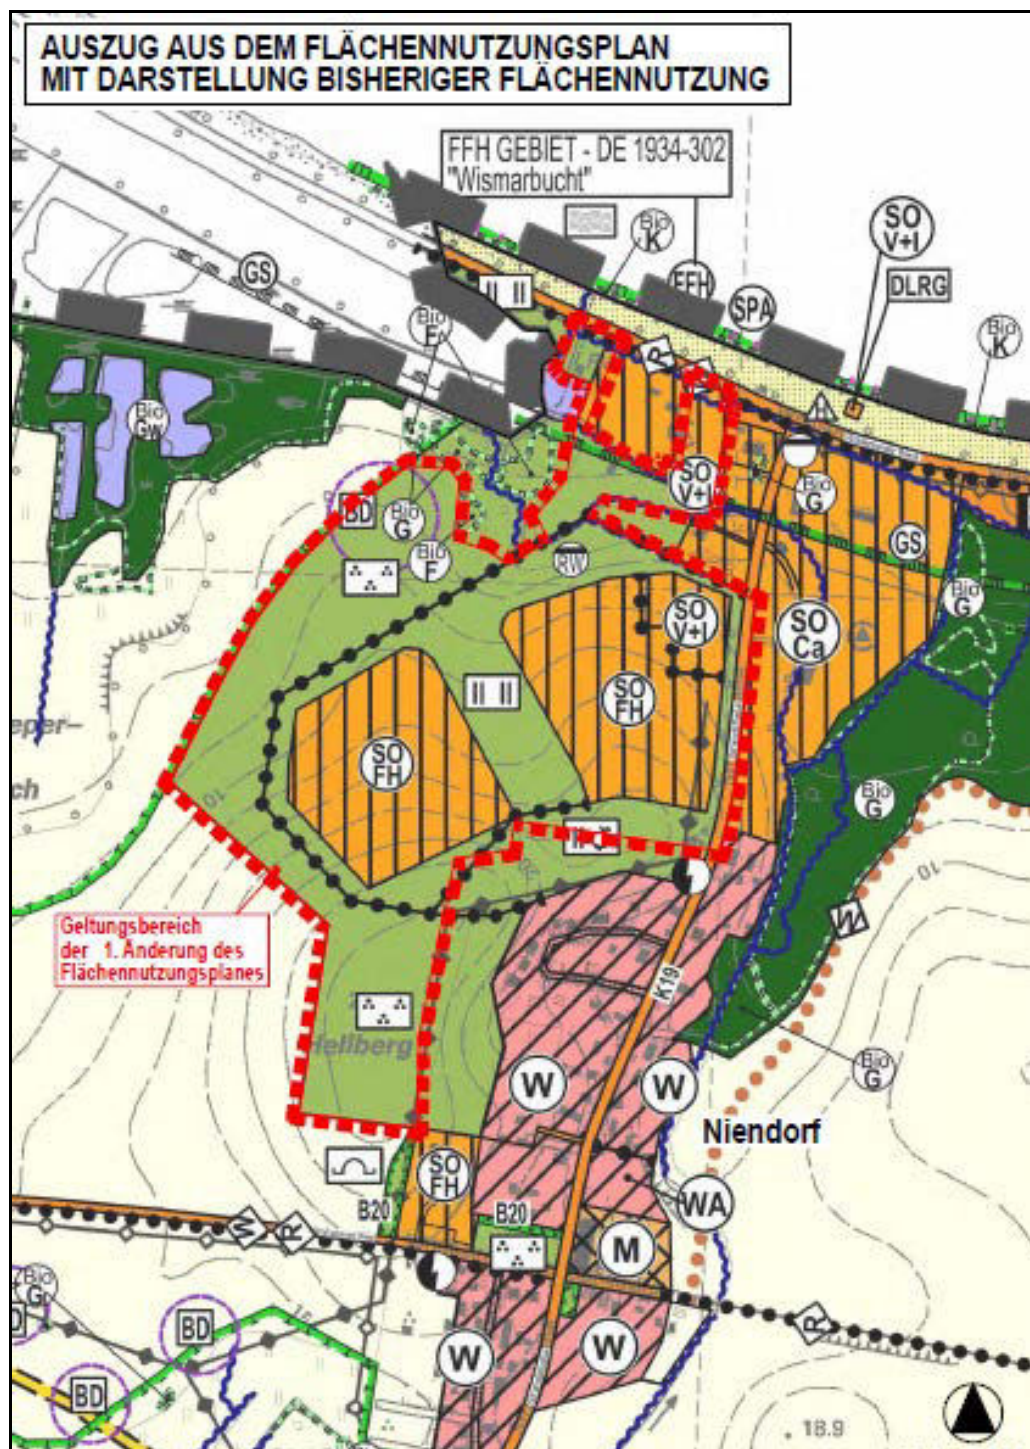 AUSZUG AUS DEM FLÄCHENNUTZUNGSPLAN
MIT DARSTELLUNG BISHERIGER FLÄCHENNUTZUNG
FFH GEBIET - DE 1934-302
"Wismarbucht"
Bio
K
SO
V+I
DLRG
GS
FFH
SPA
Bio
K
Bio
F
R
H
Bio
GW
SO
V+I
Bio
G
BD
Bio
G
GS
Bio
F
RW
Bio
G
SO
V+I
SO
Ca
SO
FH
SO
FH
Bio
G
10
10
Geltungsbereich
der 1. Änderung des
Flächennutzungsplanes
W
K19
Hellberg
Bio
G
W
W
Niendorf
SO
FH
WA
B20
B20
W
R
M
Bio
G
BD
R
W
W
BD
18.9